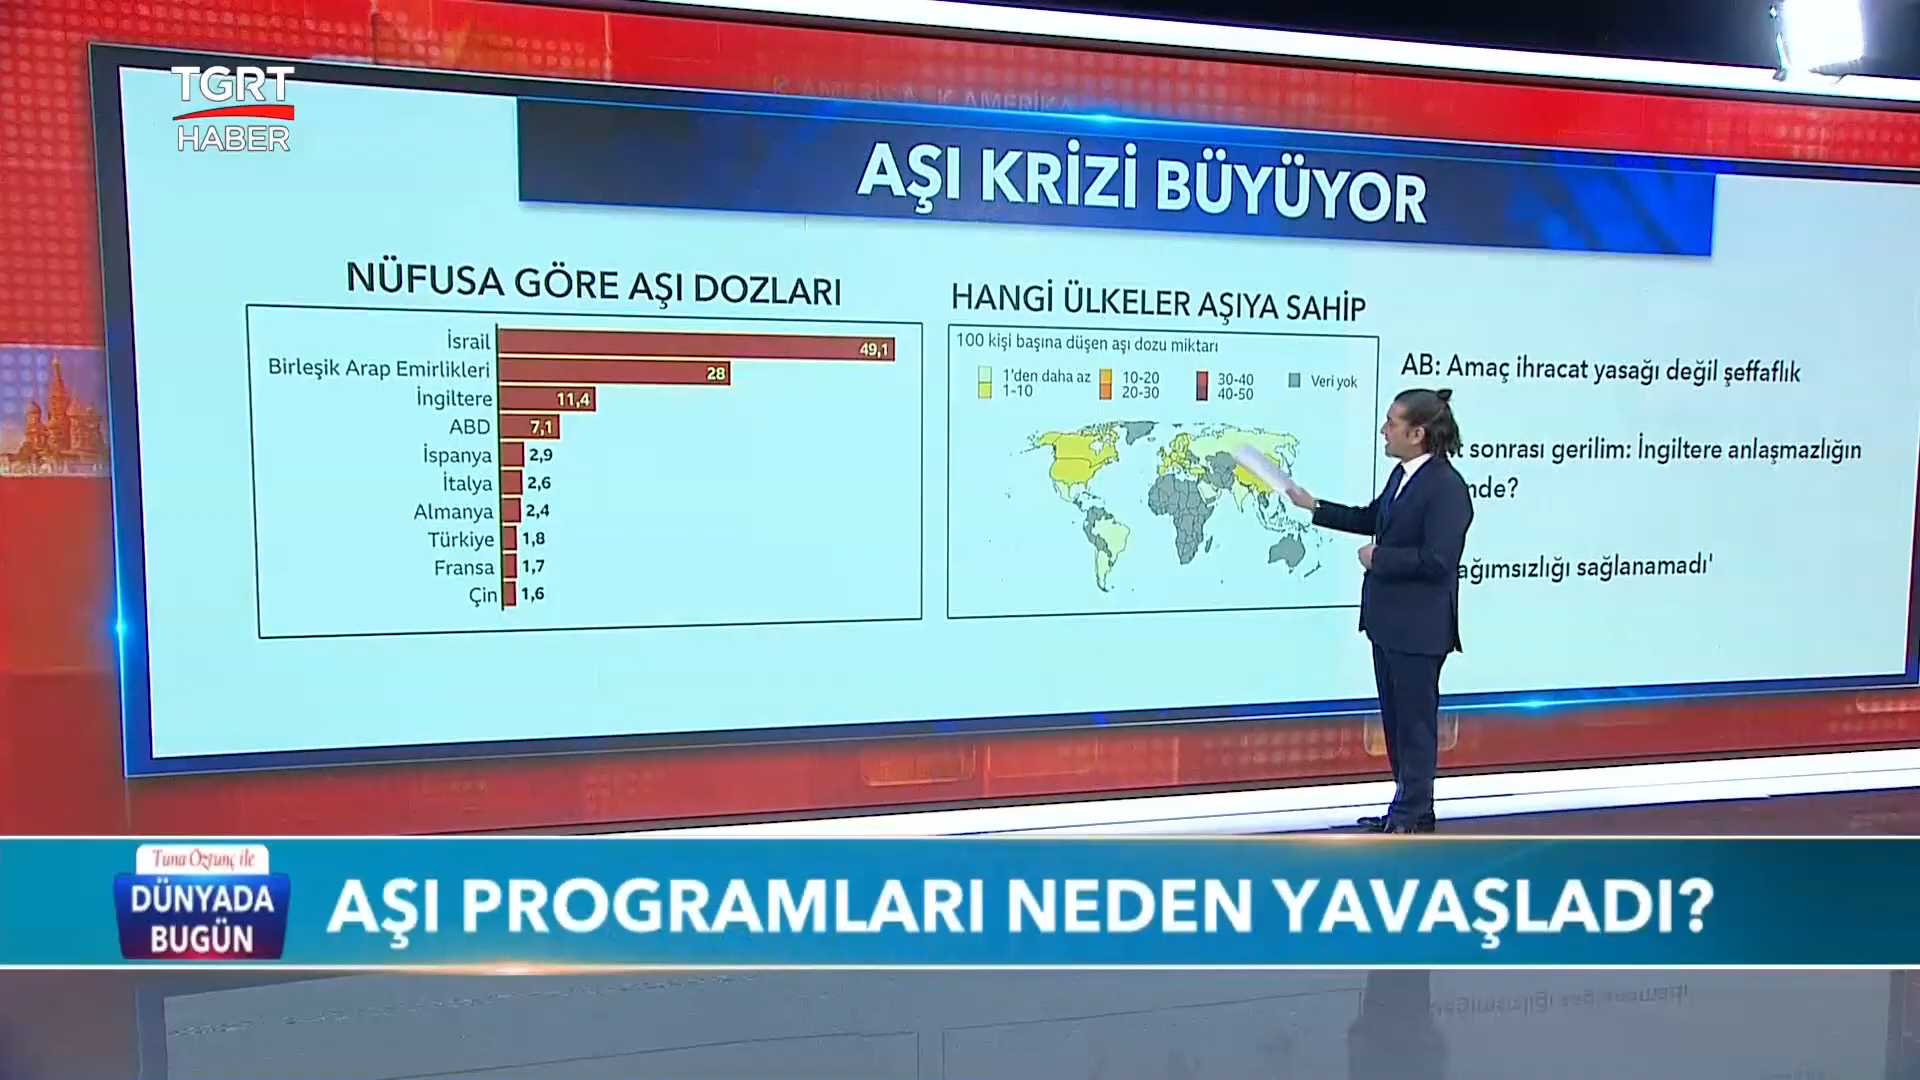 TGRT
HABER
AŞI KRİZİ BÜYÜYOR
NÜFUSA GÖRE AŞI DOZLARI
İsrail 49,1
Birleşik Arap Emirlikleri 28
İngiltere 11,4
ABD 7,1
İspanya 2,9
İtalya 2,6
Almanya 2,4
Türkiye 1,8
Fransa 1,7
Çin 1,6
HANGİ ÜLKELER AŞIYA SAHİP
100 kişi başına düşen aşı dozu miktarı
1'den daha az 10-20 30-40 Veri yok
1-10 20-30 40-50
AB: Amaç ihracat yasağı değil şeffaflık
sonrası gerilim: İngiltere anlaşmazlığın
sağlanamadı'
Tuna Öztunç ile
DÜNYADA
BUGÜN
AŞI PROGRAMLARI NEDEN YAVAŞLADI?